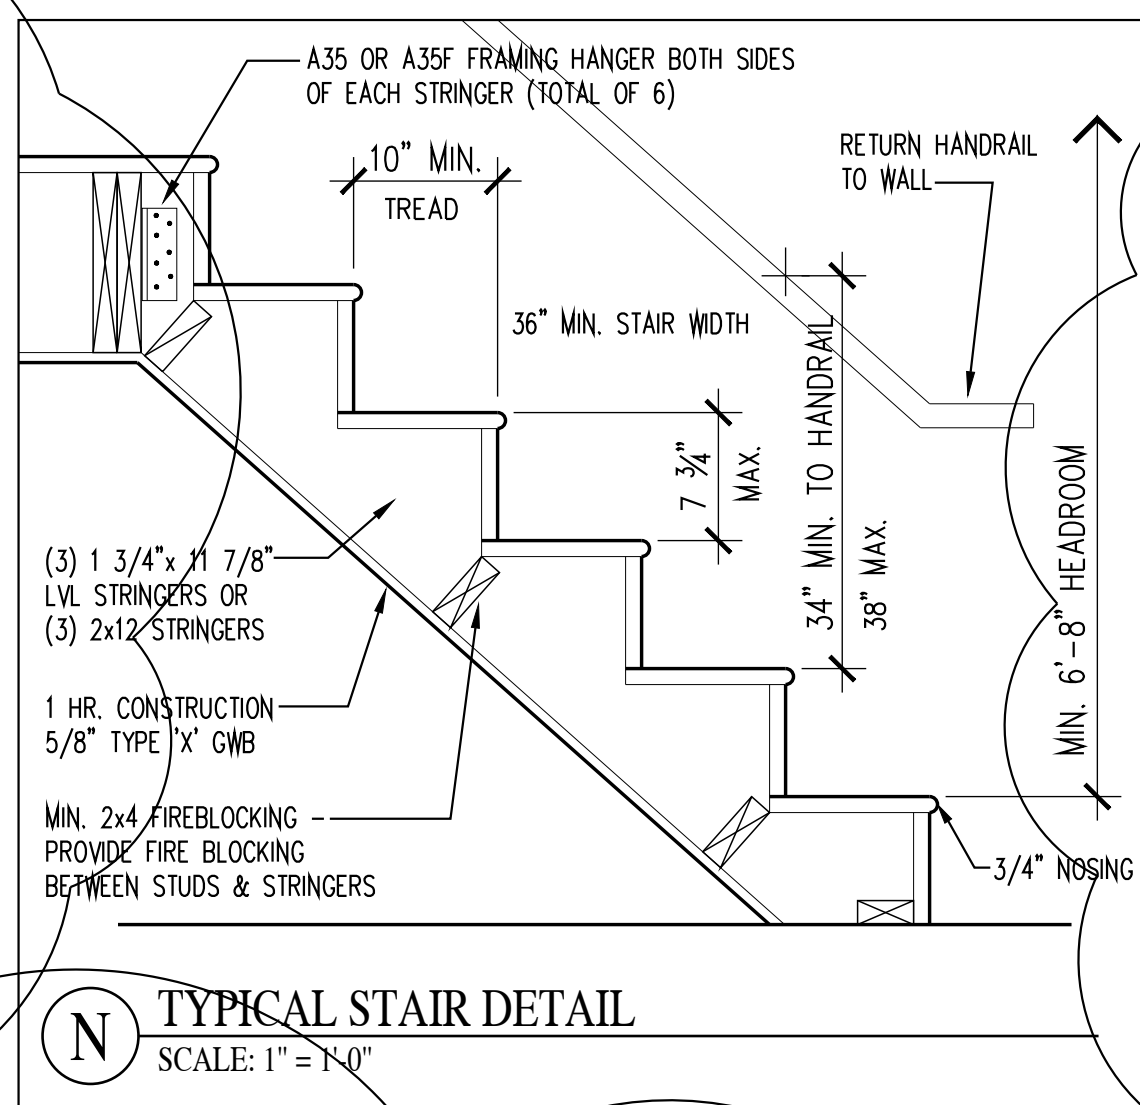 A35 OR A35F FRAMING HANGER BOTH SIDES
OF EACH STRINGER (TOTAL OF 6)
10" MIN.
TREAD
RETURN HANDRAIL
TO WALL
36" MIN. STAIR WIDTH
7 3/4"
MAX.
34" MIN. TO HANDRAIL
38" MAX.
MIN. 6'-8" HEADROOM
(3) 1 3/4"x 11 7/8"
LVL STRINGERS OR
(3) 2x12 STRINGERS
1 HR. CONSTRUCTION
5/8" TYPE 'X' GWB
MIN. 2x4 FIREBLOCKING
PROVIDE FIRE BLOCKING
BETWEEN STUDS & STRINGERS
3/4" NOSING
N
TYPICAL STAIR DETAIL
SCALE: 1" = 1'-0"